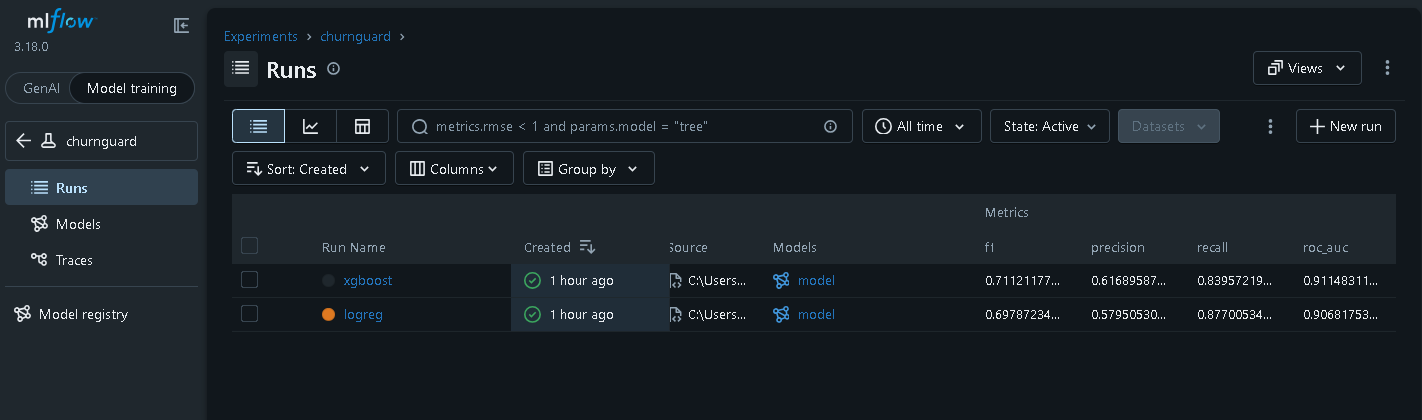 mlflow
3.18.0
GenAI Model training
churnguard
Runs
Models
Traces
Model registry
Experiments > churnguard >
Runs
Views
metrics.rmse < 1 and params.model = "tree"
All time
State: Active
Datasets
New run
Sort: Created
Columns
Group by
Metrics
Run Name Created Source Models f1 precision recall roc_auc
xgboost 1 hour ago C:\Users... model 0.71121177... 0.61689587... 0.83957219... 0.91148311...
logreg 1 hour ago C:\Users... model 0.69787234... 0.57950530... 0.87700534... 0.90681753...